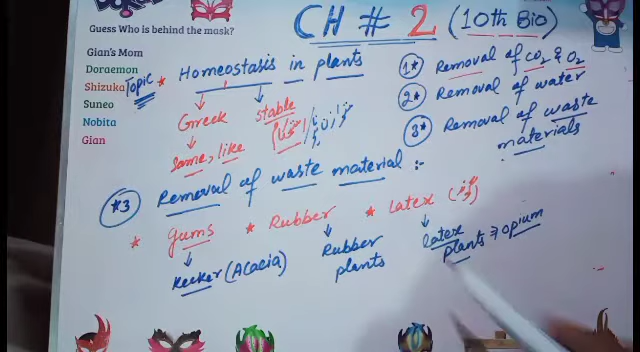 CH # 2 (10th Bio)
Guess Who is behind the mask?
Gian's Mom
Doraemon
Shizuka
Suneo
Nobita
Gian
Topic * Homeostasis in plants
Greek
stable
same, like
1* Removal of CO2 & O2
2* Removal of water
3* Removal of waste
materials
*3 Removal of waste material :-
* gums * Rubber * Latex
Keeker (Acacia)
Rubber
plants
latex
plants
opium